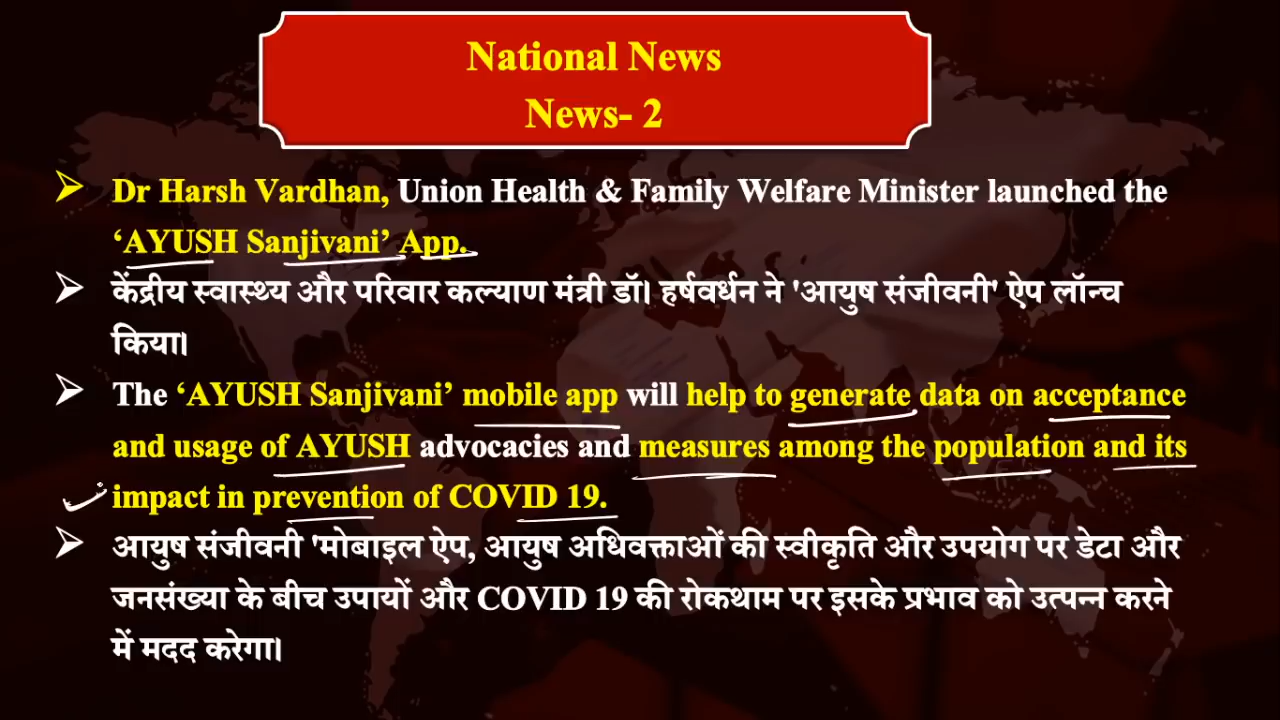 National News
News- 2
Dr Harsh Vardhan, Union Health & Family Welfare Minister launched the
‘AYUSH Sanjivani’ App.
केंद्रीय स्वास्थ्य और परिवार कल्याण मंत्री डॉ। हर्षवर्धन ने 'आयुष संजीवनी' ऐप लॉन्च
किया।
The ‘AYUSH Sanjivani’ mobile app will help to generate data on acceptance
and usage of AYUSH advocacies and measures among the population and its
impact in prevention of COVID 19.
आयुष संजीवनी 'मोबाइल ऐप, आयुष अधिवक्ताओं की स्वीकृति और उपयोग पर डेटा और
जनसंख्या के बीच उपायों और COVID 19 की रोकथाम पर इसके प्रभाव को उत्पन्न करने
में मदद करेगा।